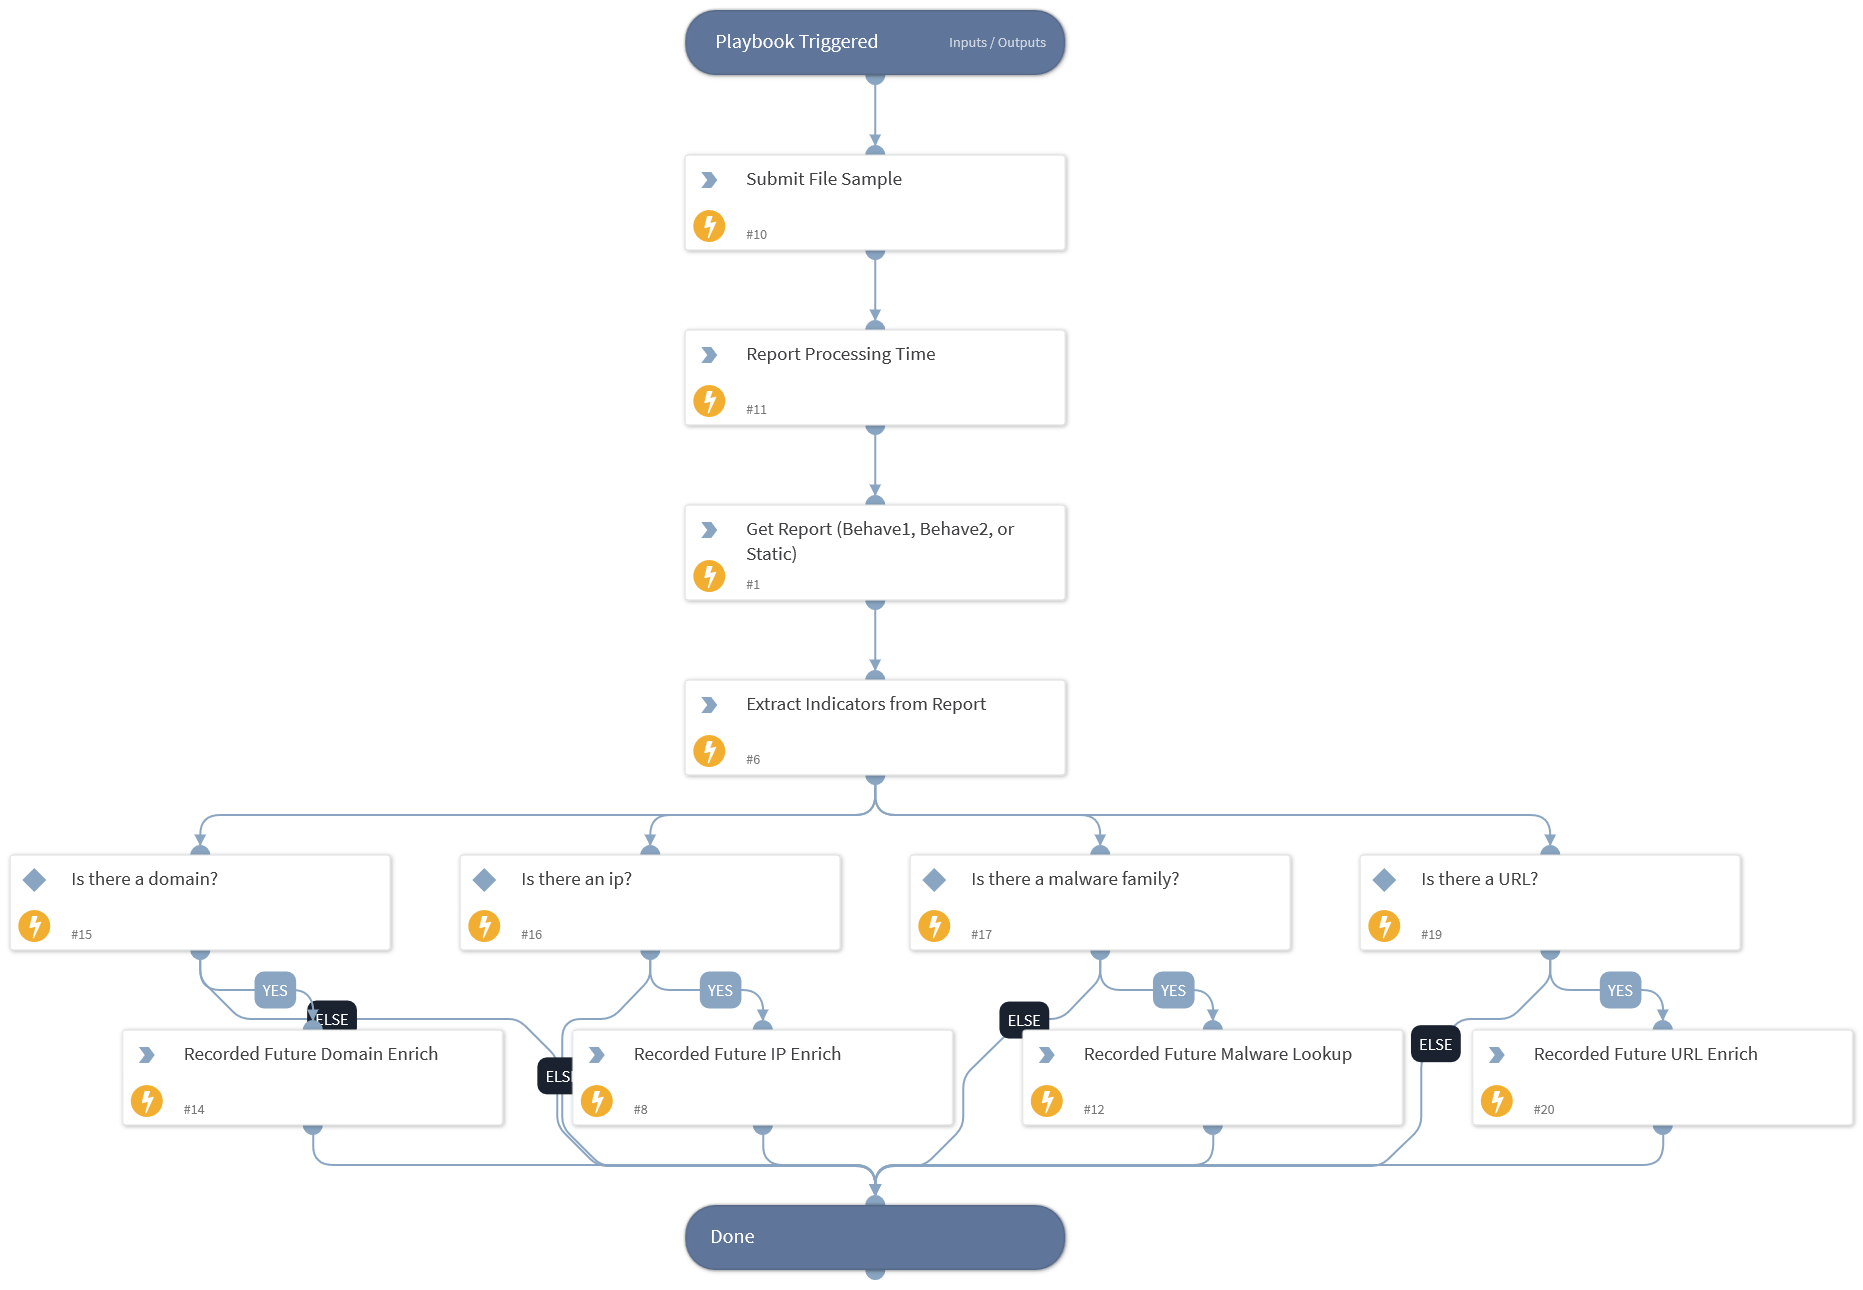 Playbook Triggered
Inputs / Outputs
Submit File Sample
#10
Report Processing Time
#11
Get Report (Behave1, Behave2, or
Static)
#1
Extract Indicators from Report
#6
Is there a domain?
#15
Is there an ip?
#16
Is there a malware family?
#17
Is there a URL?
#19
YES
YES
YES
YES
ELSE
ELSE
ELSE
ELSE
Recorded Future Domain Enrich
#14
Recorded Future IP Enrich
#8
Recorded Future Malware Lookup
#12
Recorded Future URL Enrich
#20
Done